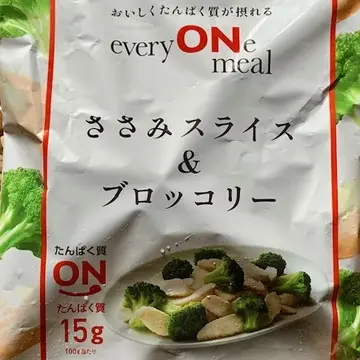 おいしくたんぱく質が摂れる
everyONe
meal
ささみスライス
&
ブロッコリー
たんぱく質
ON
たんぱく質
15g
100g当たり